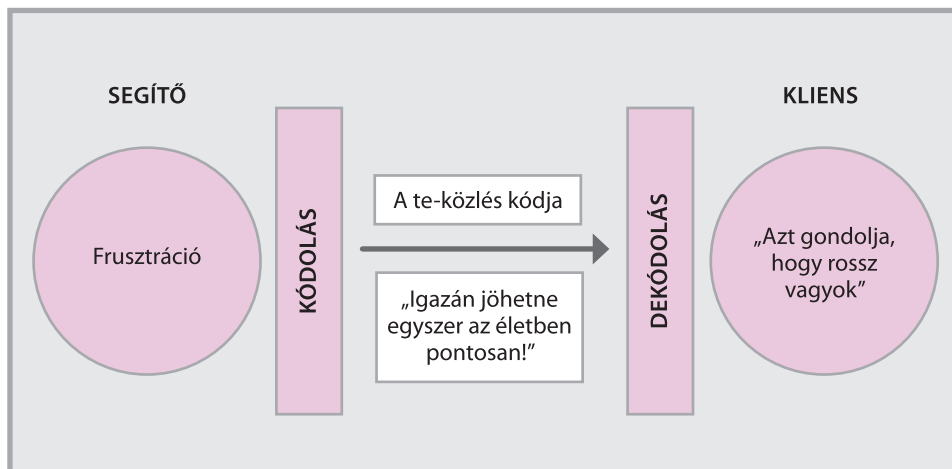 SEGÍTŐ
Frusztráció
KÓDOLÁS
A te-közlés kódja
„Igazán jöhetne
egyszer az életben
pontosan!”
DEKÓDOLÁS
KLIENS
„Azt gondolja,
hogy rossz
vagyok”